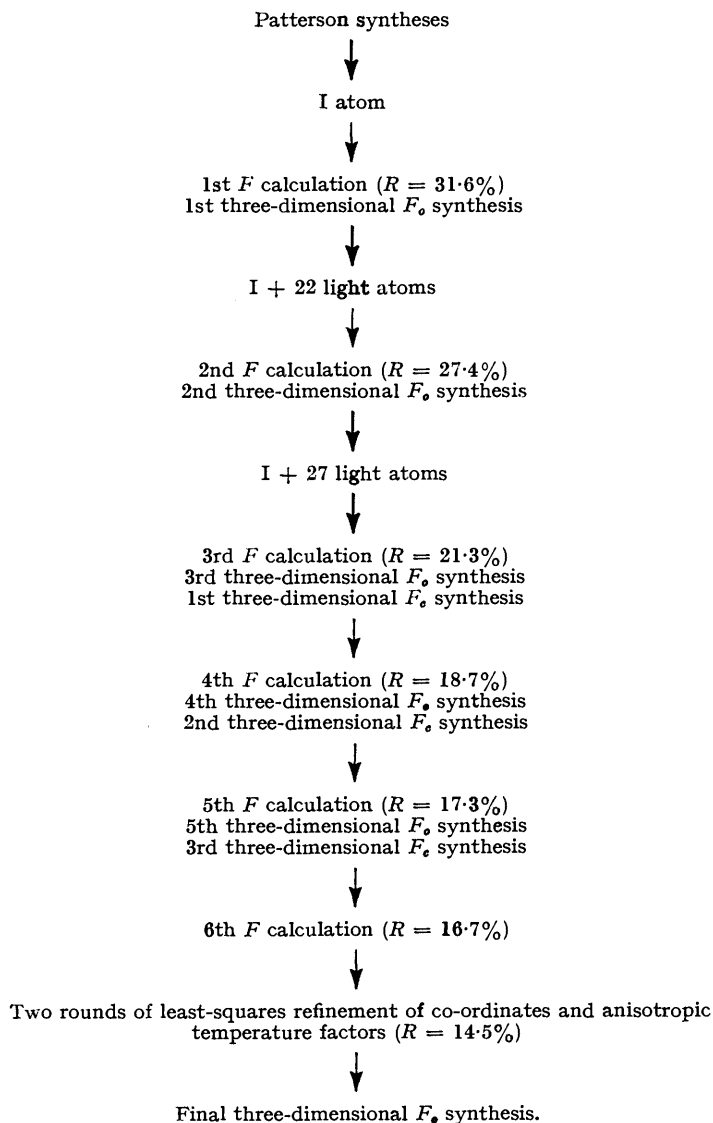 Patterson syntheses
I atom
1st F calculation (R = 31·6%)
1st three-dimensional Fₒ synthesis
I + 22 light atoms
2nd F calculation (R = 27·4%)
2nd three-dimensional Fₒ synthesis
I + 27 light atoms
3rd F calculation (R = 21·3%)
3rd three-dimensional Fₒ synthesis
1st three-dimensional F_c synthesis
4th F calculation (R = 18·7%)
4th three-dimensional Fₒ synthesis
2nd three-dimensional F_c synthesis
5th F calculation (R = 17·3%)
5th three-dimensional Fₒ synthesis
3rd three-dimensional F_c synthesis
6th F calculation (R = 16·7%)
Two rounds of least-squares refinement of co-ordinates and anisotropic
temperature factors (R = 14·5%)
Final three-dimensional Fₒ synthesis.